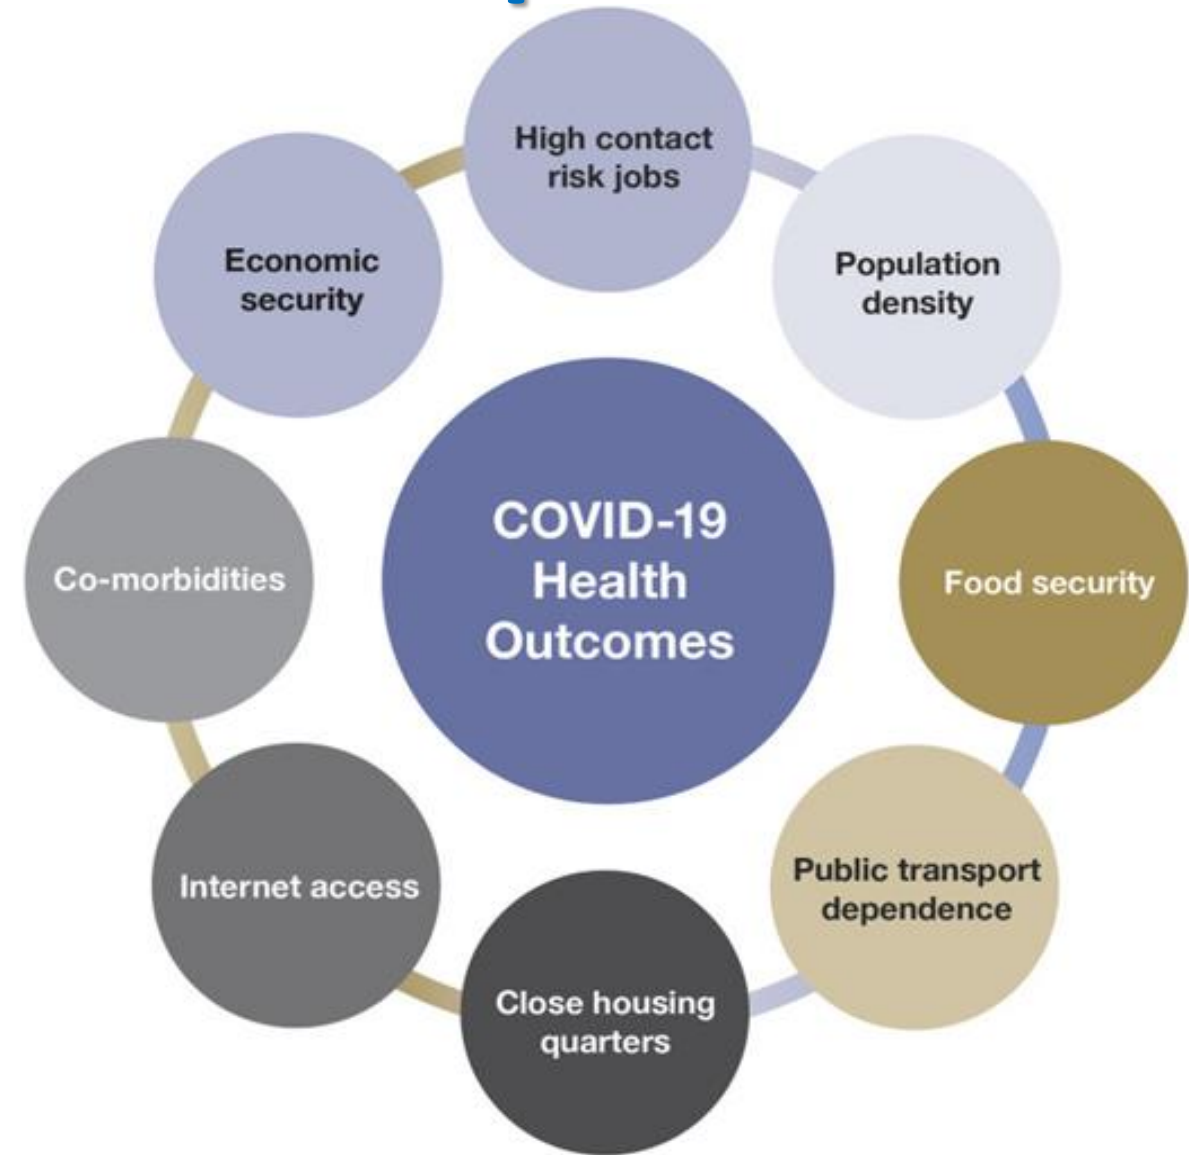 High contact
risk jobs
Population
density
Food security
Public transport
dependence
Close housing
quarters
Internet access
Co-morbidities
Economic
security
COVID-19
Health
Outcomes